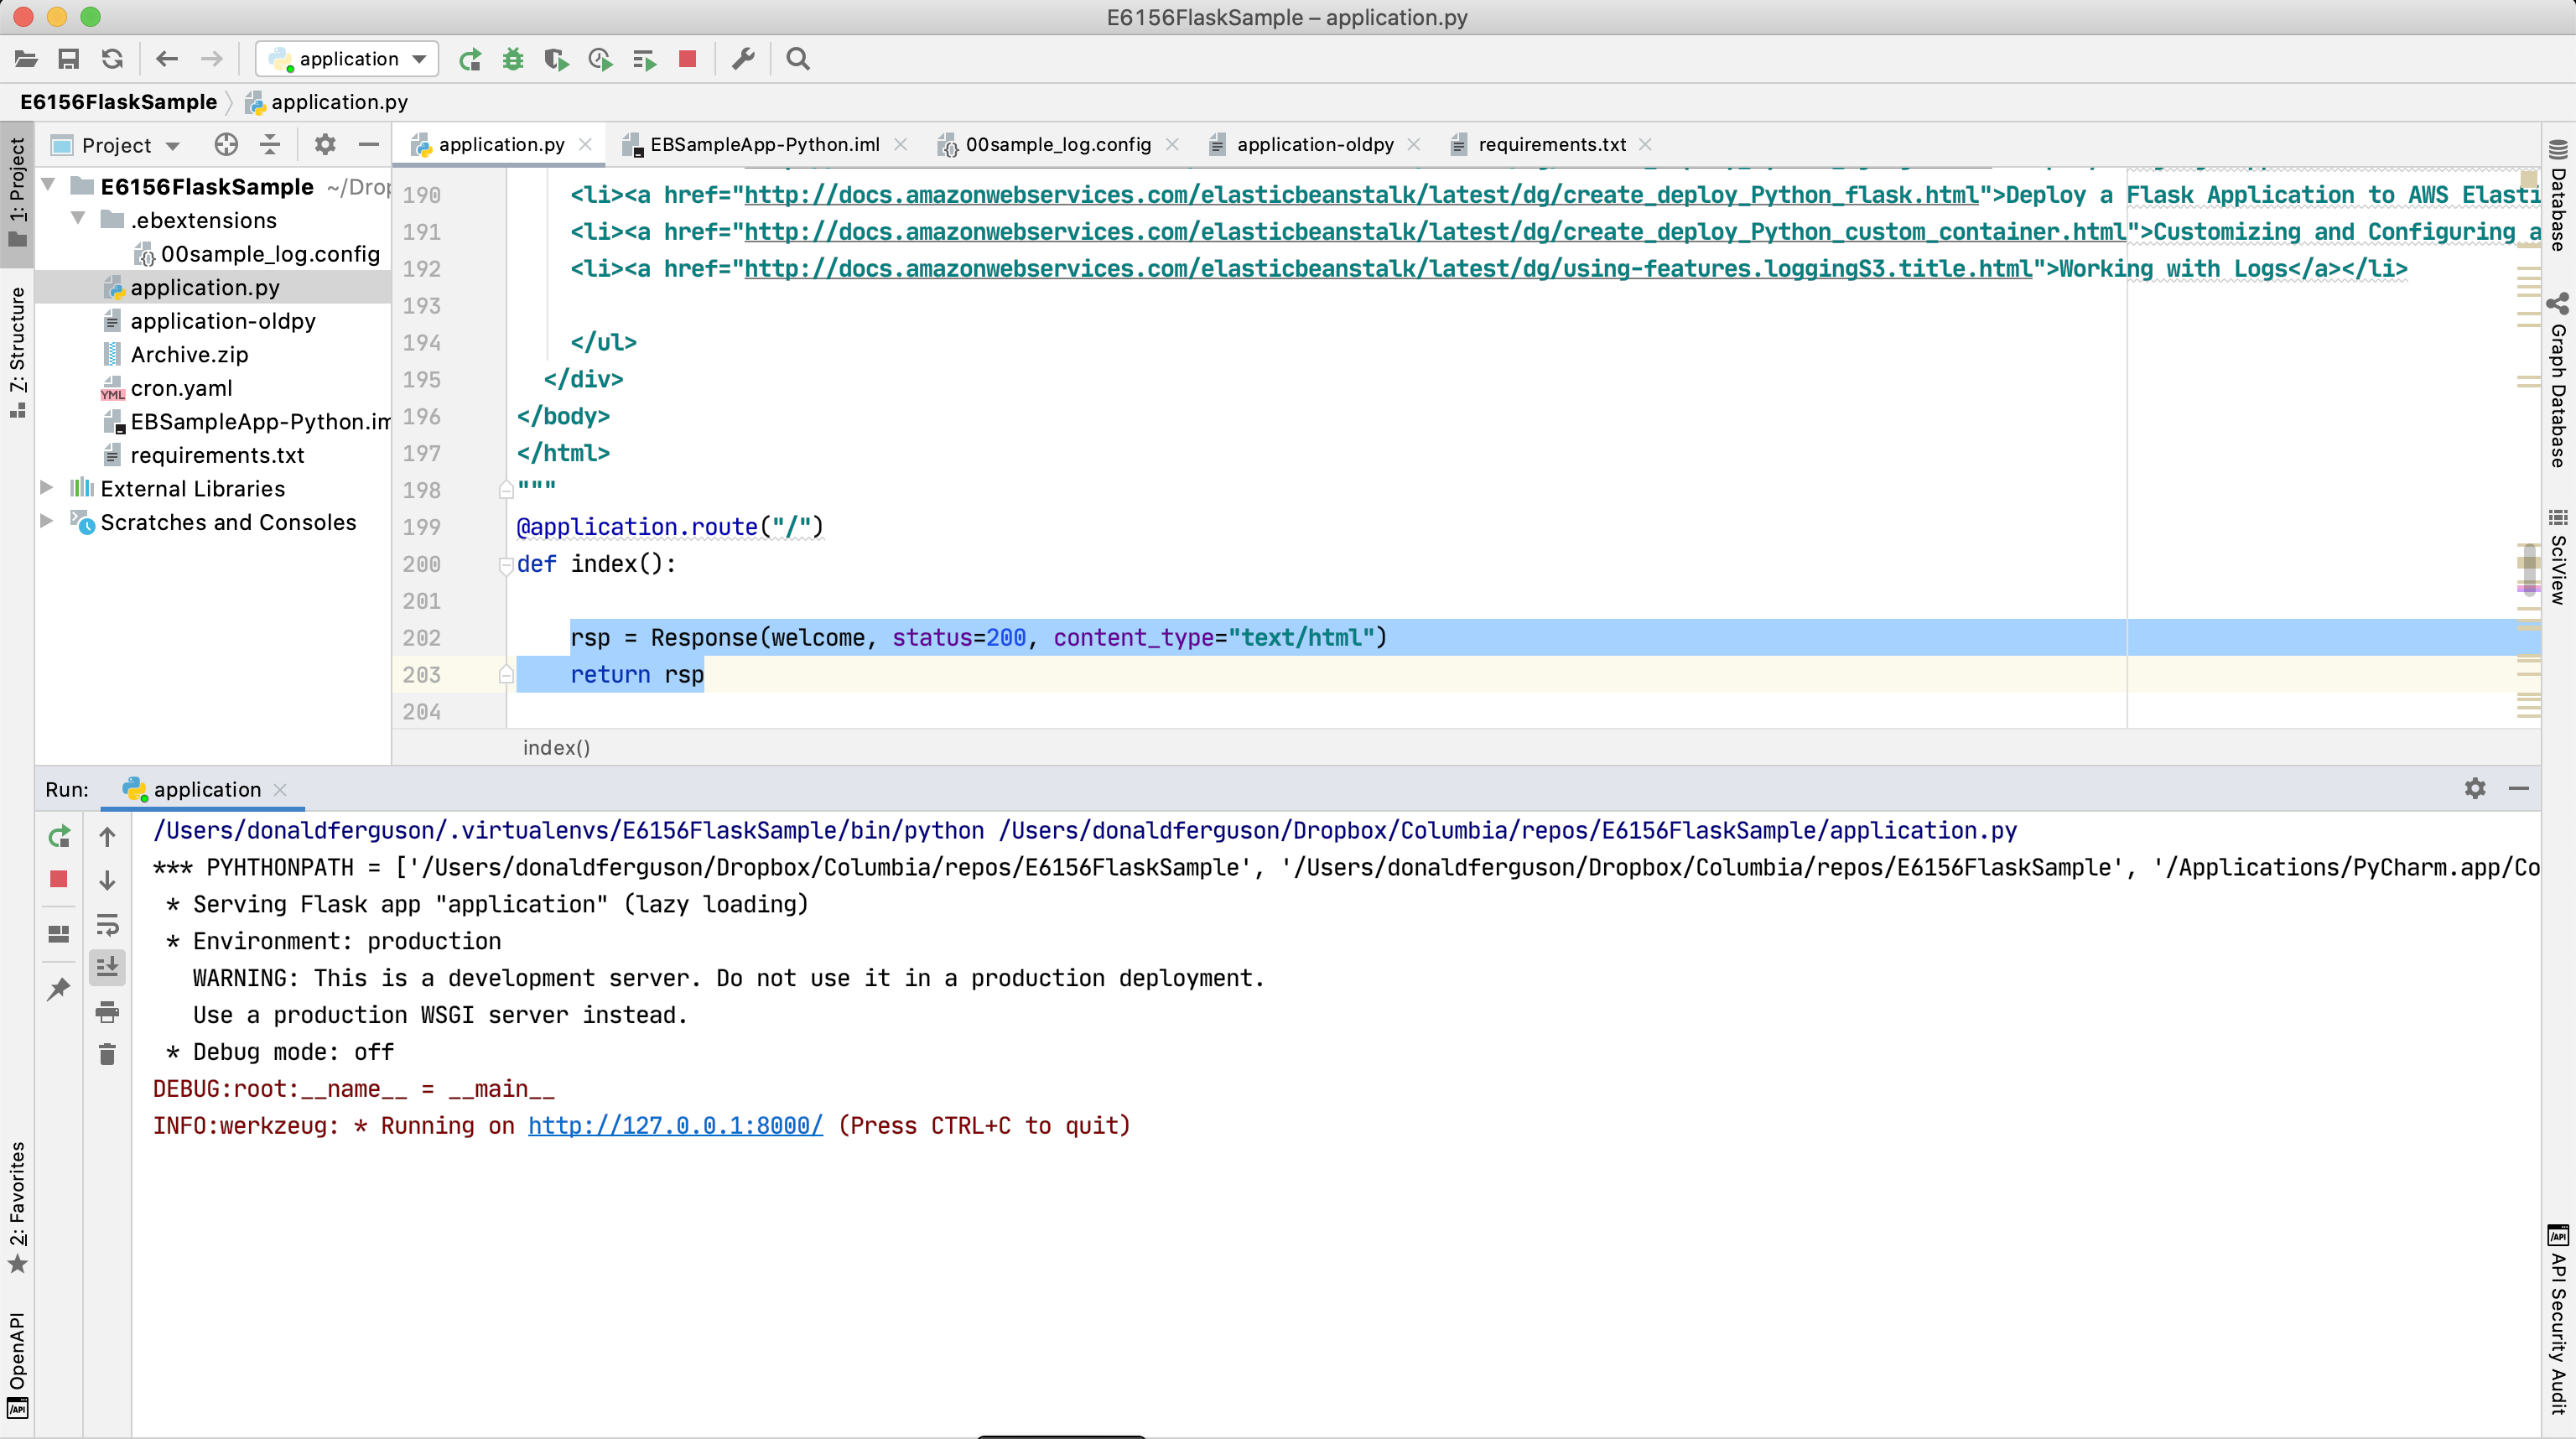 E6156FlaskSample – application.py
application
E6156FlaskSample
application.py
Project
application.py
EBSampleApp-Python.iml
00sample_log.config
application-oldpy
requirements.txt
E6156FlaskSample ~/Drop
.ebextensions
00sample_log.config
application.py
application-oldpy
Archive.zip
cron.yaml
EBSampleApp-Python.im
requirements.txt
External Libraries
Scratches and Consoles
1: Project
7: Structure
2: Favorites
OpenAPI
190 <li><a href="http://docs.amazonwebservices.com/elasticbeanstalk/latest/dg/create_deploy_Python_flask.html">Deploy a Flask Application to AWS Elasti
191 <li><a href="http://docs.amazonwebservices.com/elasticbeanstalk/latest/dg/create_deploy_Python_custom_container.html">Customizing and Configuring a
192 <li><a href="http://docs.amazonwebservices.com/elasticbeanstalk/latest/dg/using-features.loggingS3.title.html">Working with Logs</a></li>
193
194 </ul>
195 </div>
196 </body>
197 </html>
198 """
199 @application.route("/")
200 def index():
201
202 rsp = Response(welcome, status=200, content_type="text/html")
203 return rsp
204
index()
Database
Graph Database
SciView
API Security Audit
Run: application
/Users/donaldferguson/.virtualenvs/E6156FlaskSample/bin/python /Users/donaldferguson/Dropbox/Columbia/repos/E6156FlaskSample/application.py
*** PYHTHONPATH = ['/Users/donaldferguson/Dropbox/Columbia/repos/E6156FlaskSample', '/Users/donaldferguson/Dropbox/Columbia/repos/E6156FlaskSample', '/Applications/PyCharm.app/Co
* Serving Flask app "application" (lazy loading)
* Environment: production
WARNING: This is a development server. Do not use it in a production deployment.
Use a production WSGI server instead.
* Debug mode: off
DEBUG:root:__name__ = __main__
INFO:werkzeug: * Running on http://127.0.0.1:8000/ (Press CTRL+C to quit)